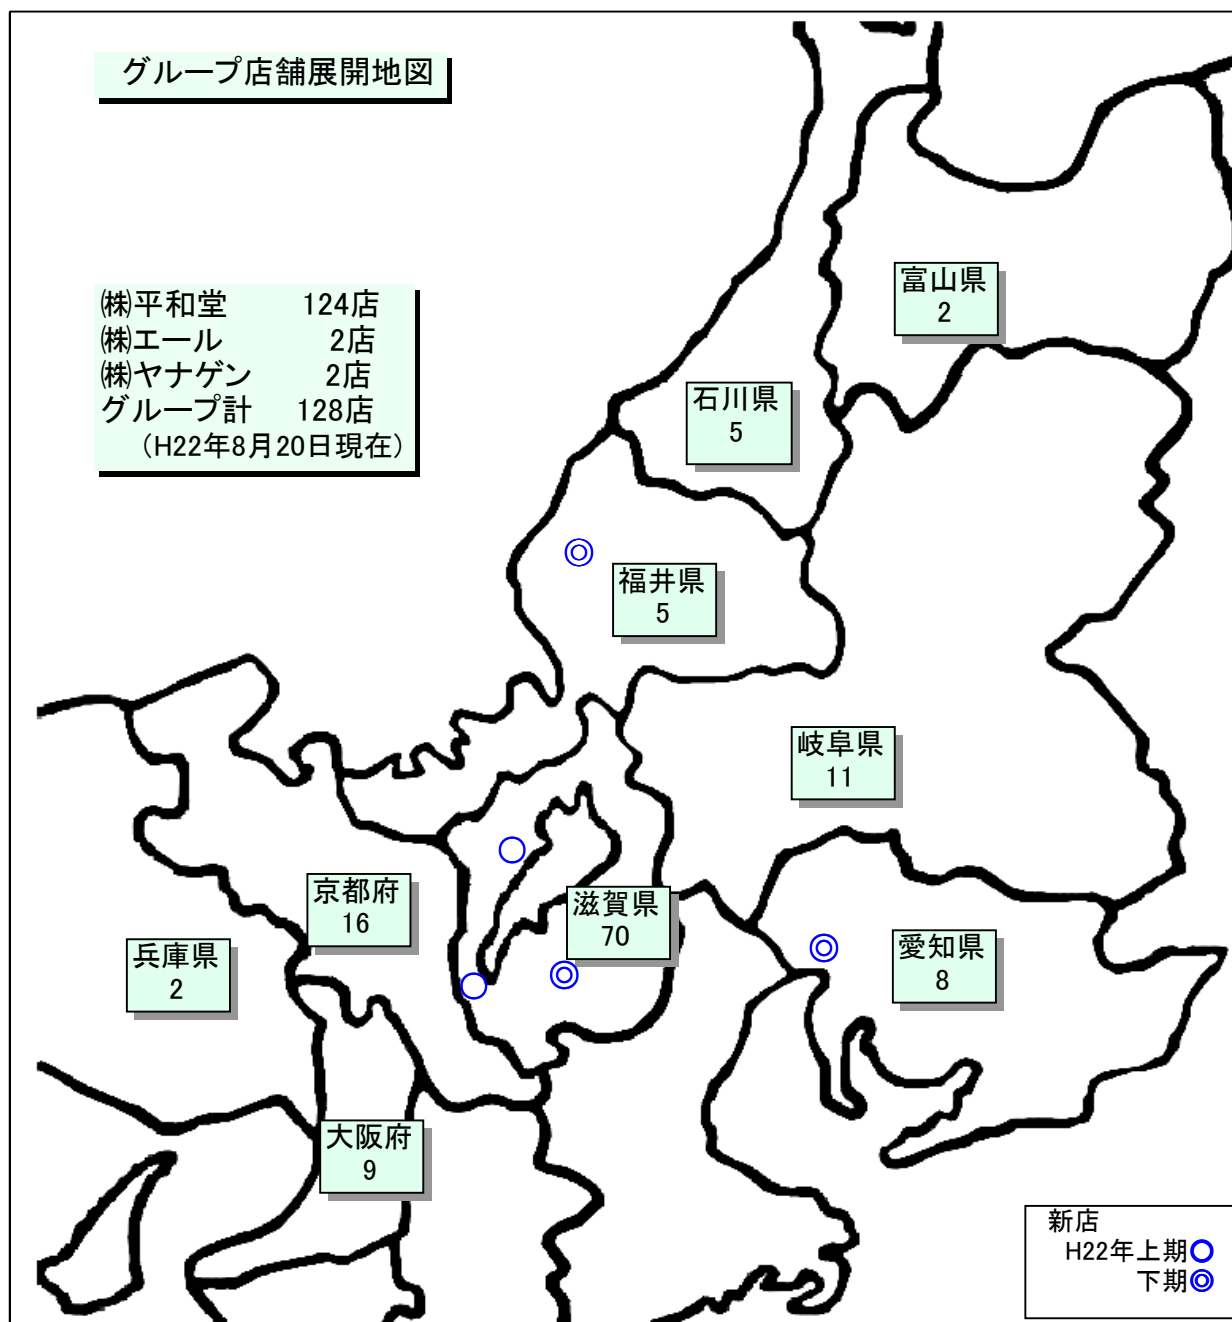 グループ店舗展開地図
㈱平和堂 124店
㈱エール 2店
㈱ヤナゲン 2店
グループ計 128店
（H22年8月20日現在）
富山県
2
石川県
5
福井県
5
岐阜県
11
京都府
16
滋賀県
70
兵庫県
2
愛知県
8
大阪府
9
新店
H22年上期○
下期◎